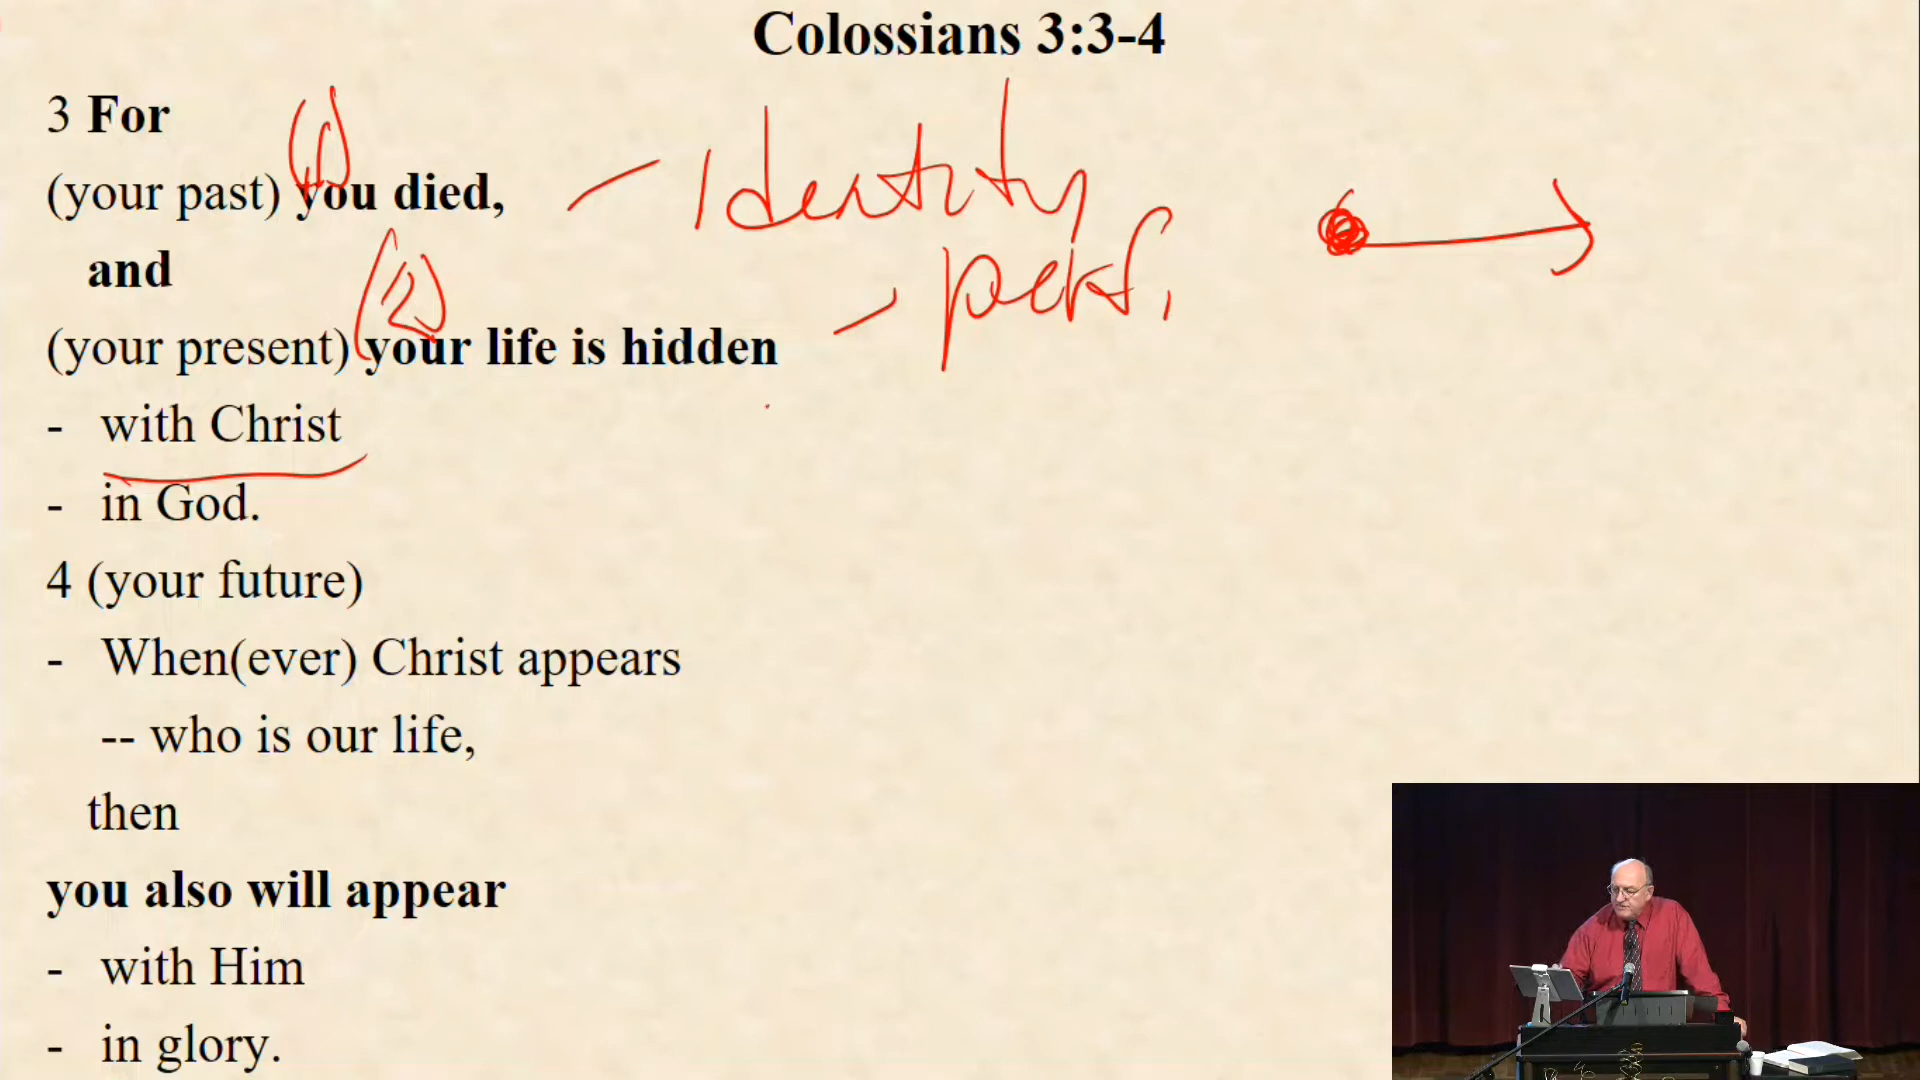 Colossians 3:3-4
3 For
(1)
(your past) you died,
- Identity
and
(2)
- perf.
(your present) your life is hidden
- with Christ
- in God.
4 (your future)
- When(ever) Christ appears
-- who is our life,
then
you also will appear
- with Him
- in glory.